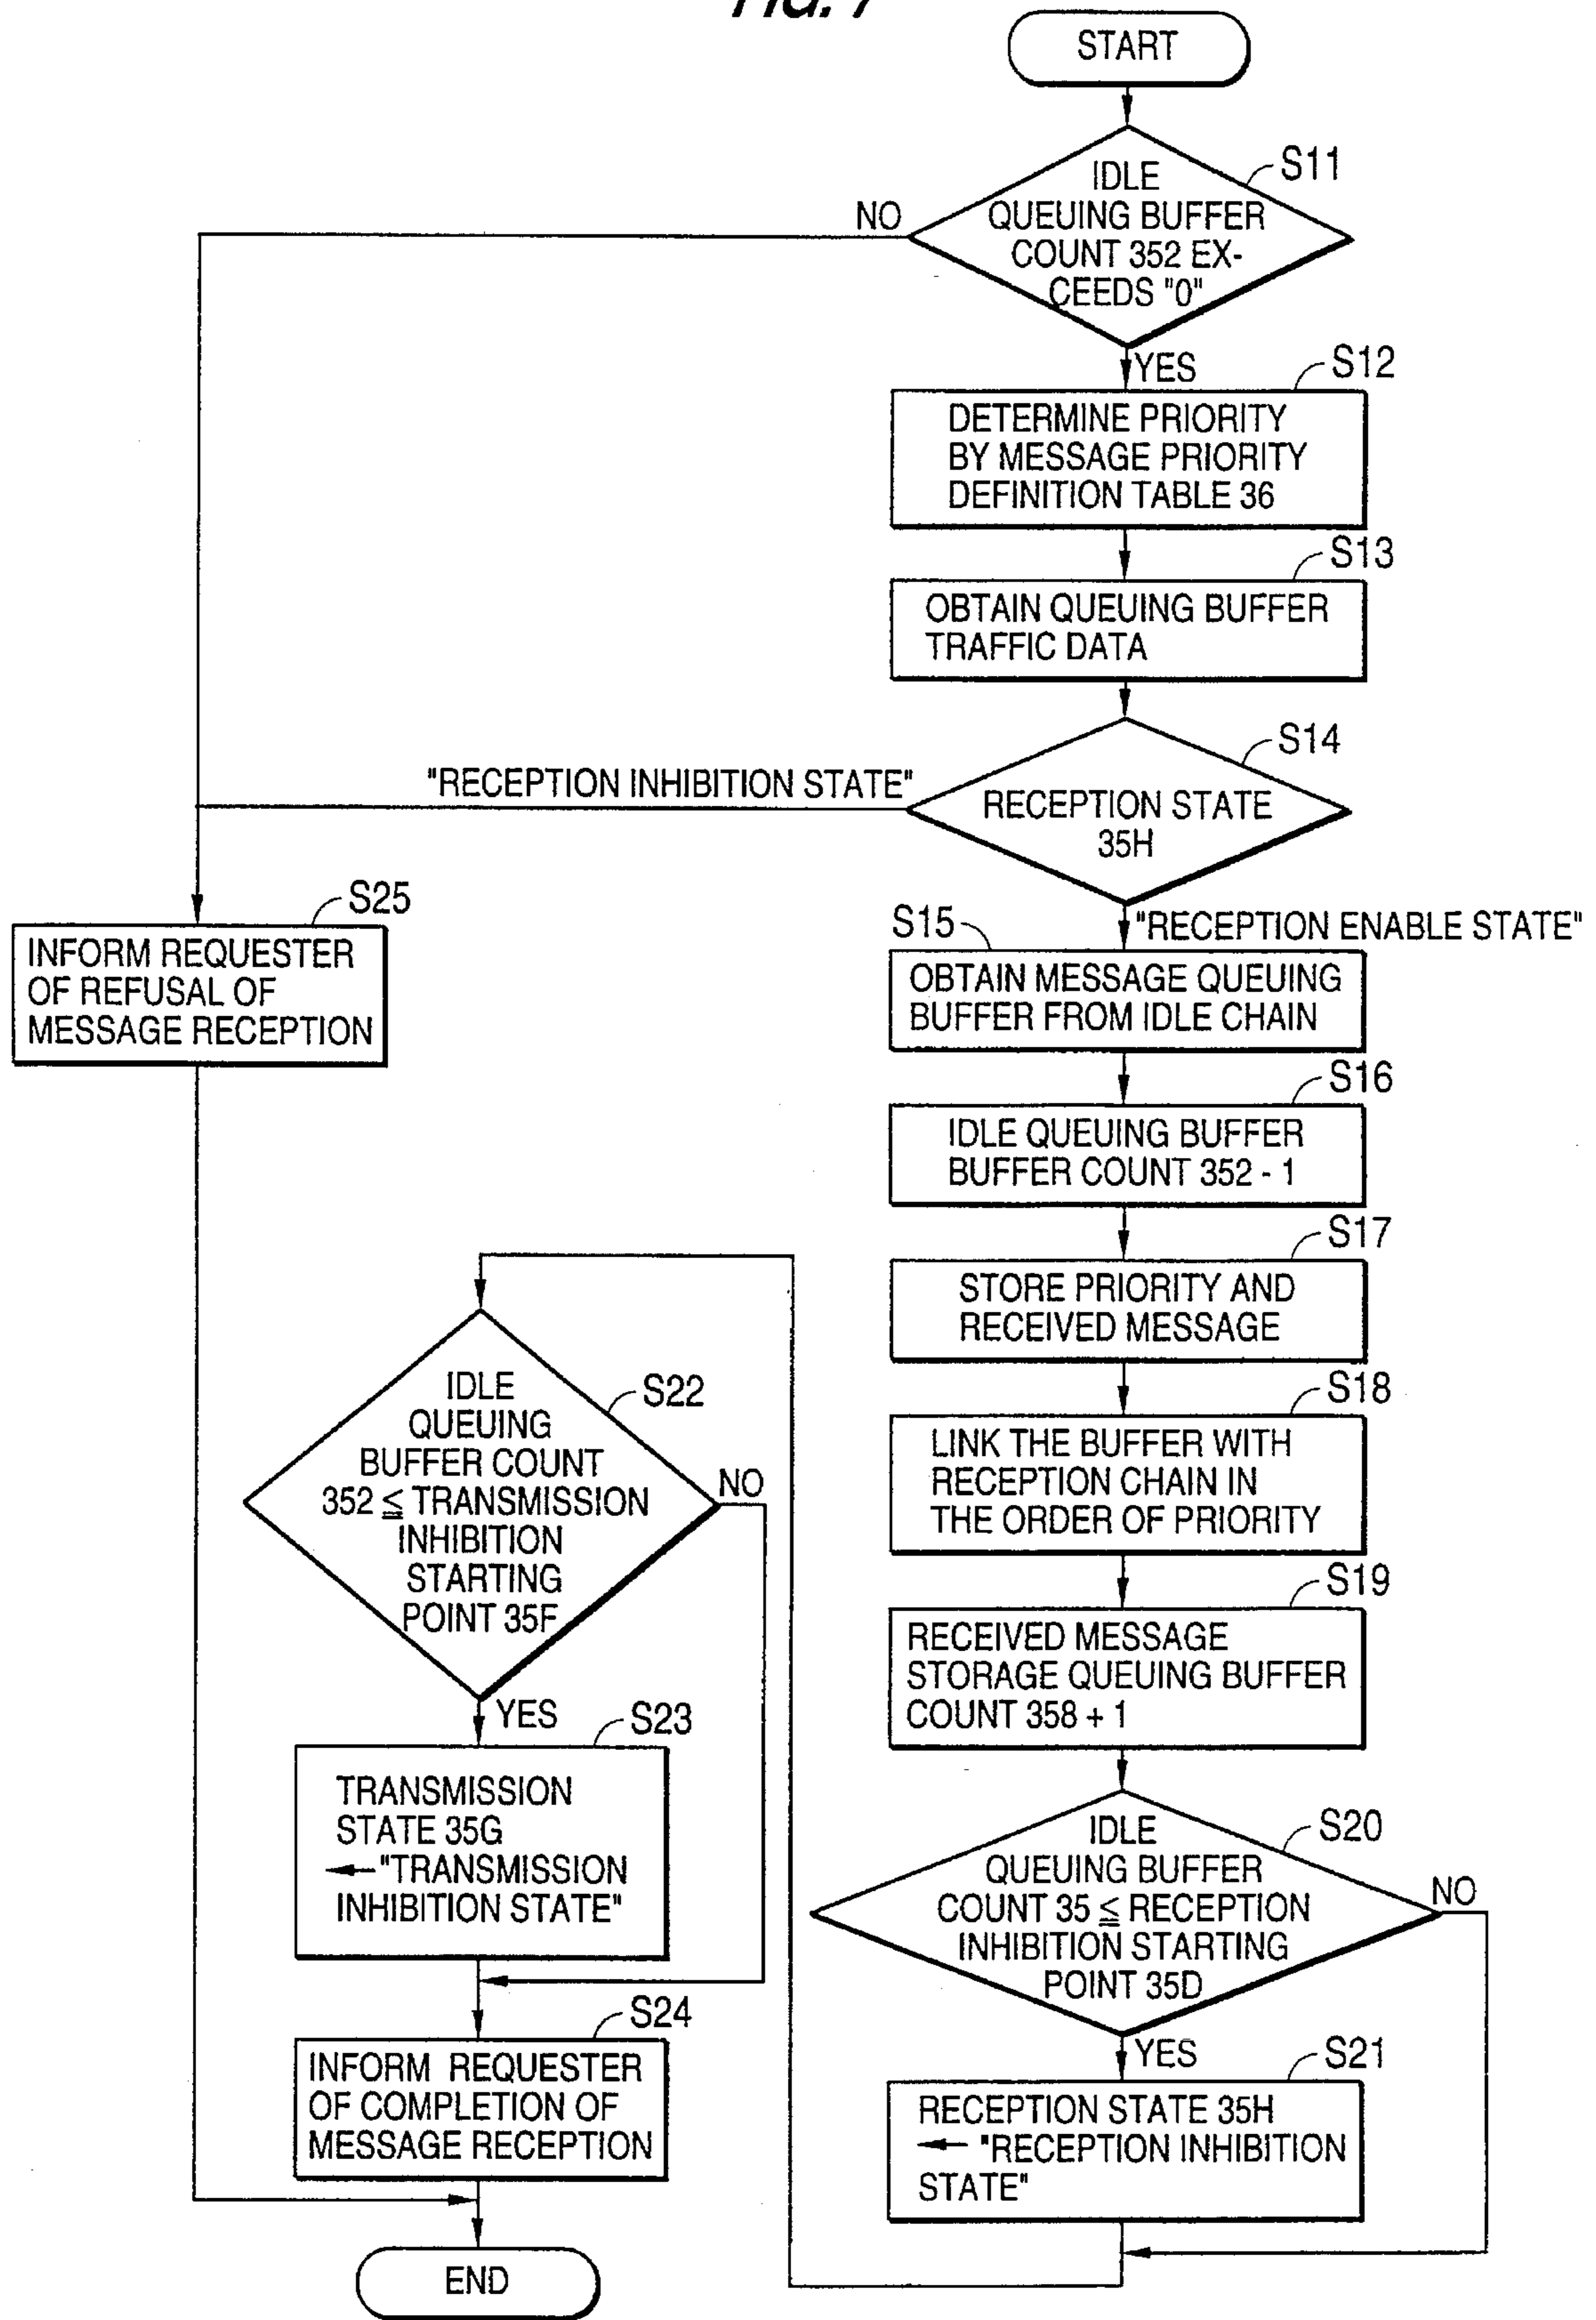 START
S11
IDLE
QUEUING BUFFER
COUNT 352 EX-
CEEDS "0"
NO
YES
S12
DETERMINE PRIORITY
BY MESSAGE PRIORITY
DEFINITION TABLE 36
S13
OBTAIN QUEUING BUFFER
TRAFFIC DATA
S14
"RECEPTION INHIBITION STATE"
RECEPTION STATE
35H
"RECEPTION ENABLE STATE"
S25
INFORM REQUESTER
OF REFUSAL OF
MESSAGE RECEPTION
S15
OBTAIN MESSAGE QUEUING
BUFFER FROM IDLE CHAIN
S16
IDLE QUEUING BUFFER
BUFFER COUNT 352 - 1
S17
STORE PRIORITY AND
RECEIVED MESSAGE
S18
LINK THE BUFFER WITH
RECEPTION CHAIN IN
THE ORDER OF PRIORITY
S19
RECEIVED MESSAGE
STORAGE QUEUING BUFFER
COUNT 358 + 1
S20
IDLE
QUEUING BUFFER
COUNT 35 ≦ RECEPTION
INHIBITION STARTING
POINT 35D
NO
YES
S21
RECEPTION STATE 35H
← "RECEPTION INHIBITION
STATE"
S22
IDLE
QUEUING
BUFFER COUNT
352 ≦ TRANSMISSION
INHIBITION
STARTING
POINT 35F
NO
YES
S23
TRANSMISSION
STATE 35G
←"TRANSMISSION
INHIBITION STATE"
S24
INFORM REQUESTER
OF COMPLETION OF
MESSAGE RECEPTION
END